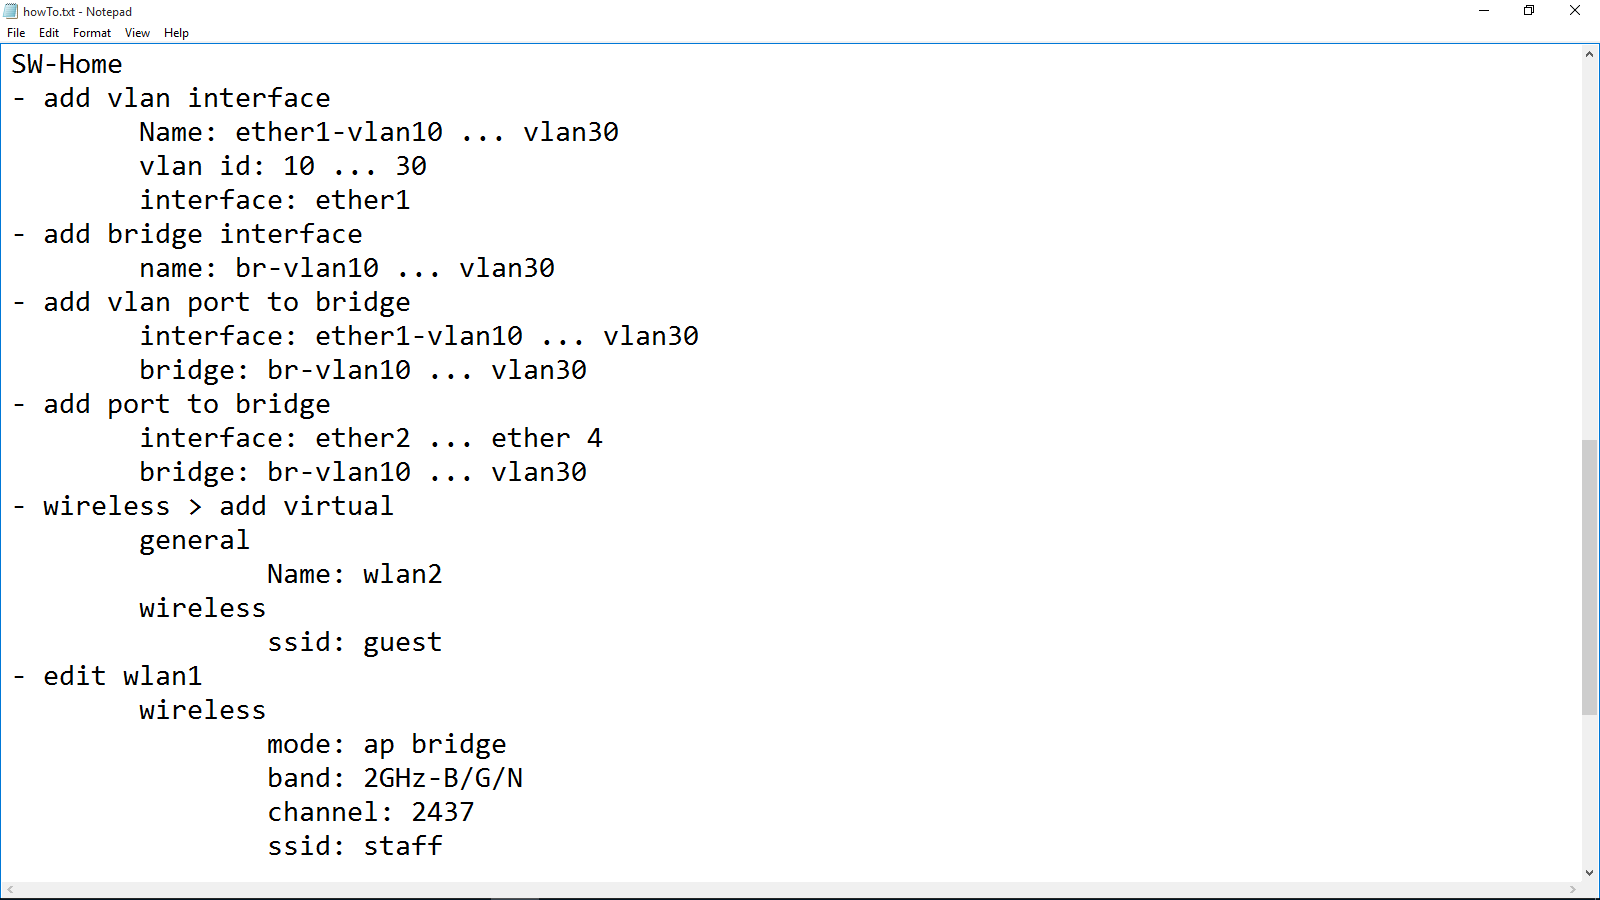 howTo.txt - Notepad
File Edit Format View Help
SW-Home
- add vlan interface
Name: ether1-vlan10 ... vlan30
vlan id: 10 ... 30
interface: ether1
- add bridge interface
name: br-vlan10 ... vlan30
- add vlan port to bridge
interface: ether1-vlan10 ... vlan30
bridge: br-vlan10 ... vlan30
- add port to bridge
interface: ether2 ... ether 4
bridge: br-vlan10 ... vlan30
- wireless > add virtual
general
Name: wlan2
wireless
ssid: guest
- edit wlan1
wireless
mode: ap bridge
band: 2GHz-B/G/N
channel: 2437
ssid: staff